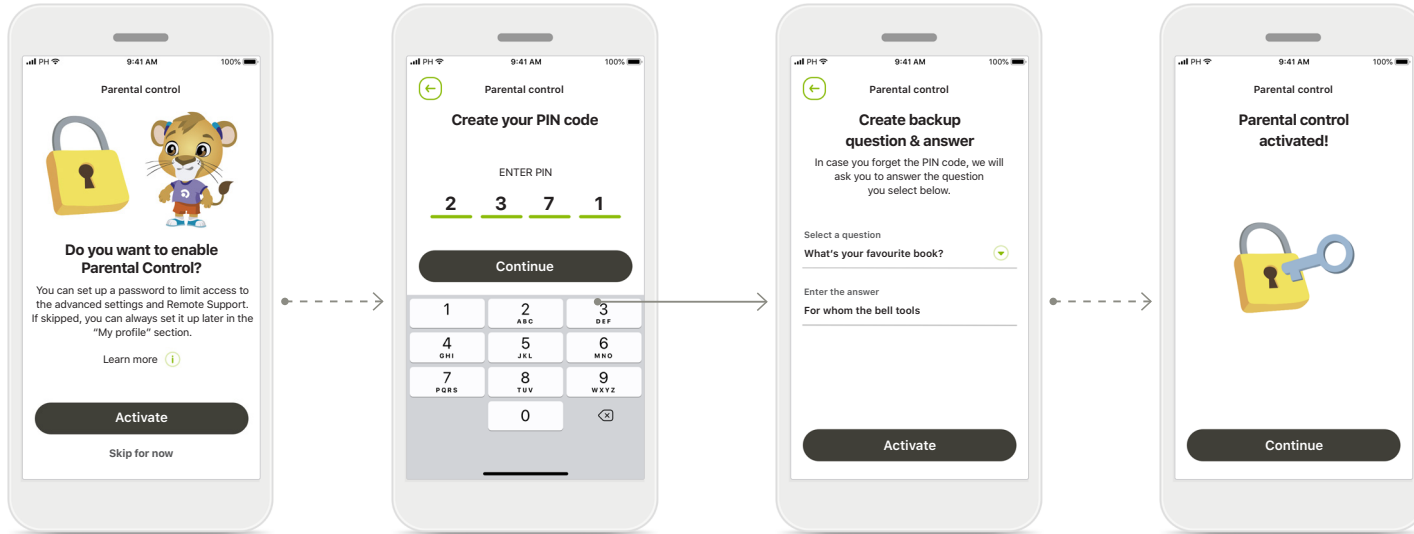 PH 9:41 AM 100%
Parental control
Do you want to enable
Parental Control?
You can set up a password to limit access to
the advanced settings and Remote Support.
If skipped, you can always set it up later in the
“My profile” section.
Learn more i
Activate
Skip for now
PH 9:41 AM 100%
Parental control
Create your PIN code
ENTER PIN
2 3 7 1
Continue
1 2 3
ABC DEF
4 5 6
GHI JKL MNO
7 8 9
PQRS TUV WXYZ
0
PH 9:41 AM 100%
Parental control
Create backup
question & answer
In case you forget the PIN code, we will
ask you to answer the question
you select below.
Select a question
What's your favourite book?
Enter the answer
For whom the bell tools
Activate
PH 9:41 AM 100%
Parental control
Parental control
activated!
Continue